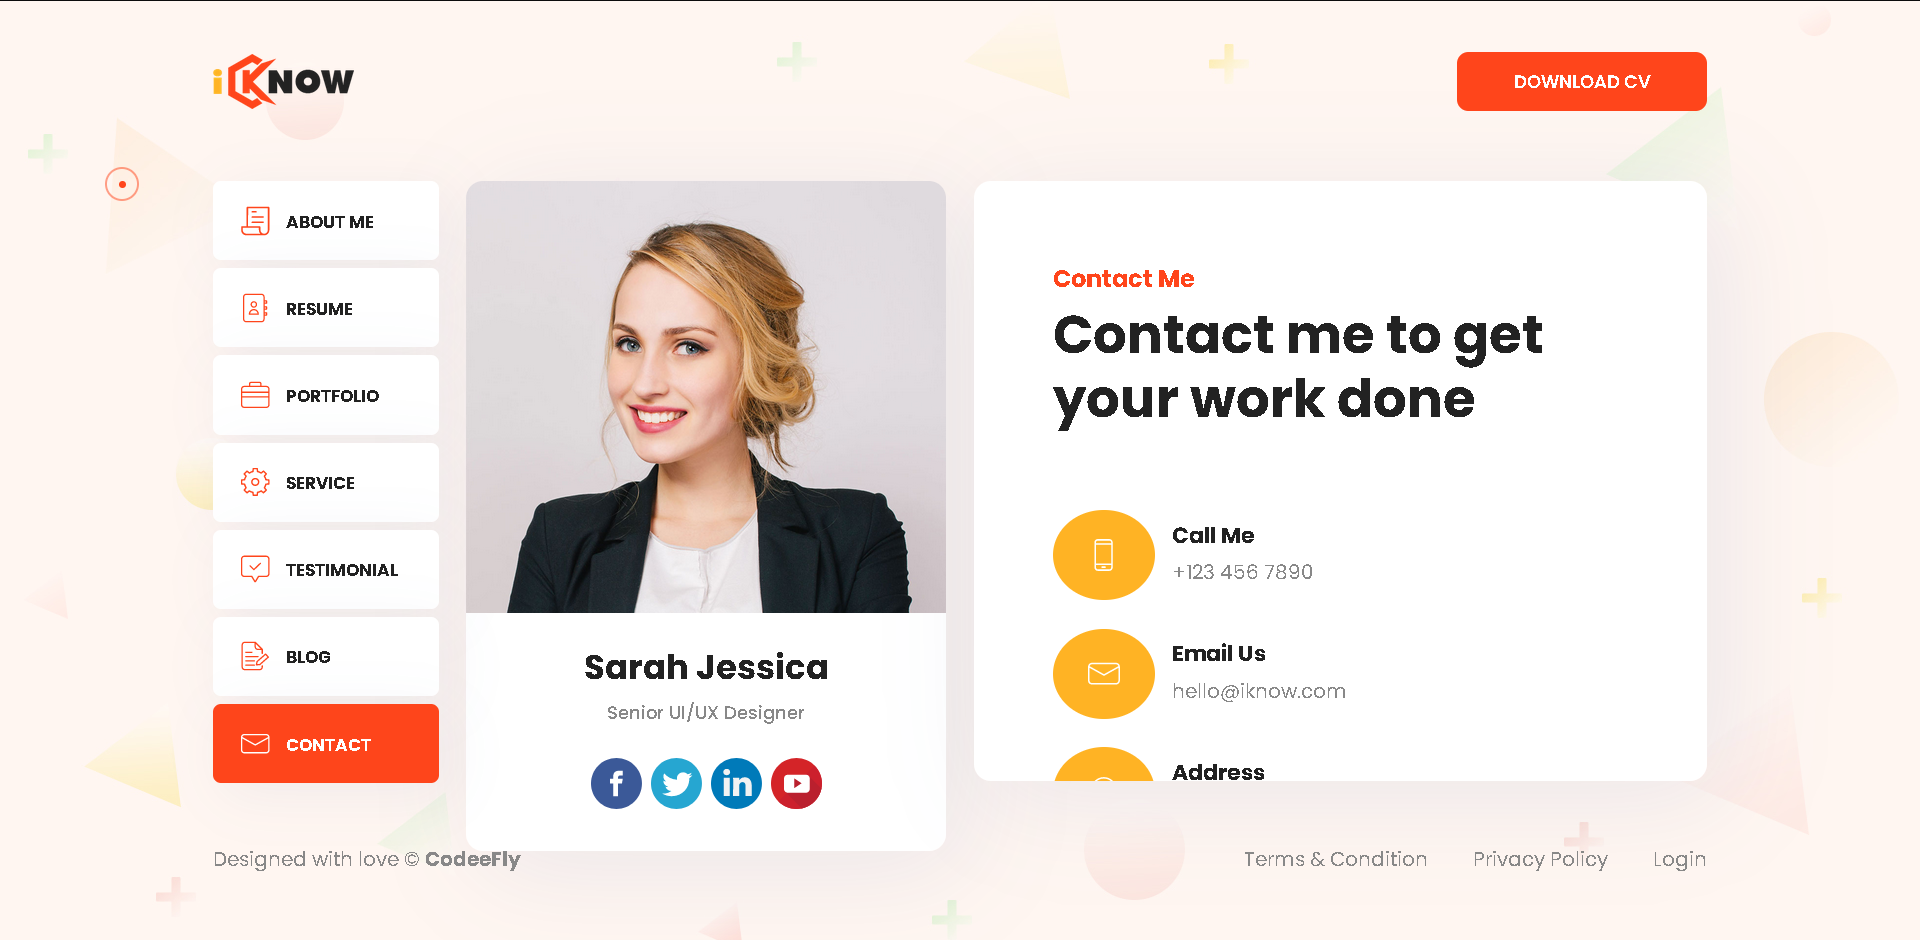 iKNOW
DOWNLOAD CV
ABOUT ME
RESUME
PORTFOLIO
SERVICE
TESTIMONIAL
BLOG
CONTACT
Sarah Jessica
Senior UI/UX Designer
f
in
Contact Me
Contact me to get
your work done
Call Me
+123 456 7890
Email Us
hello@iknow.com
Address
Designed with love © CodeeFly
Terms & Condition
Privacy Policy
Login